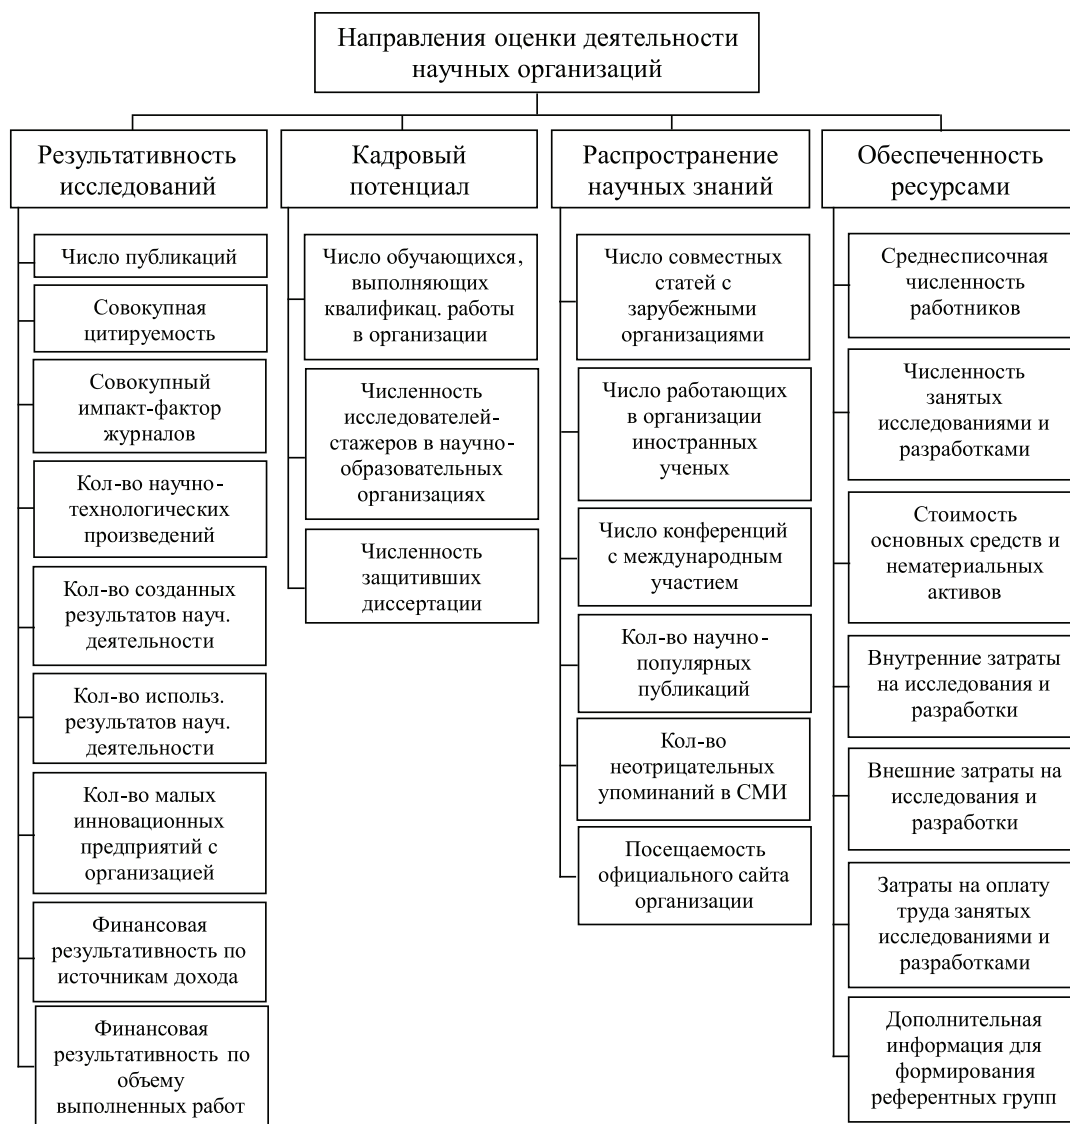 Направления оценки деятельности
научных организаций
Результативность
исследований
Число публикаций
Совокупная
цитируемость
Совокупный
импакт-фактор
журналов
Кол-во научно-
технологических
произведений
Кол-во созданных
результатов науч.
деятельности
Кол-во использ.
результатов науч.
деятельности
Кол-во малых
инновационных
предприятий с
организацией
Финансовая
результативность по
источникам дохода
Финансовая
результативность по
объему
выполненных работ
Кадровый
потенциал
Число обучающихся,
выполняющих
квалификац. работы
в организации
Численность
исследователей-
стажеров в научно-
образовательных
организациях
Численность
защитивших
диссертации
Распространение
научных знаний
Число совместных
статей с
зарубежными
организациями
Число работающих
в организации
иностранных
ученых
Число конференций
с международным
участием
Кол-во научно-
популярных
публикаций
Кол-во
неотрицательных
упоминаний в СМИ
Посещаемость
официального сайта
организации
Обеспеченность
ресурсами
Среднесписочная
численность
работников
Численность
занятых
исследованиями и
разработками
Стоимость
основных средств и
нематериальных
активов
Внутренние затраты
на исследования и
разработки
Внешние затраты на
исследования и
разработки
Затраты на оплату
труда занятых
исследованиями и
разработками
Дополнительная
информация для
формирования
референтных групп